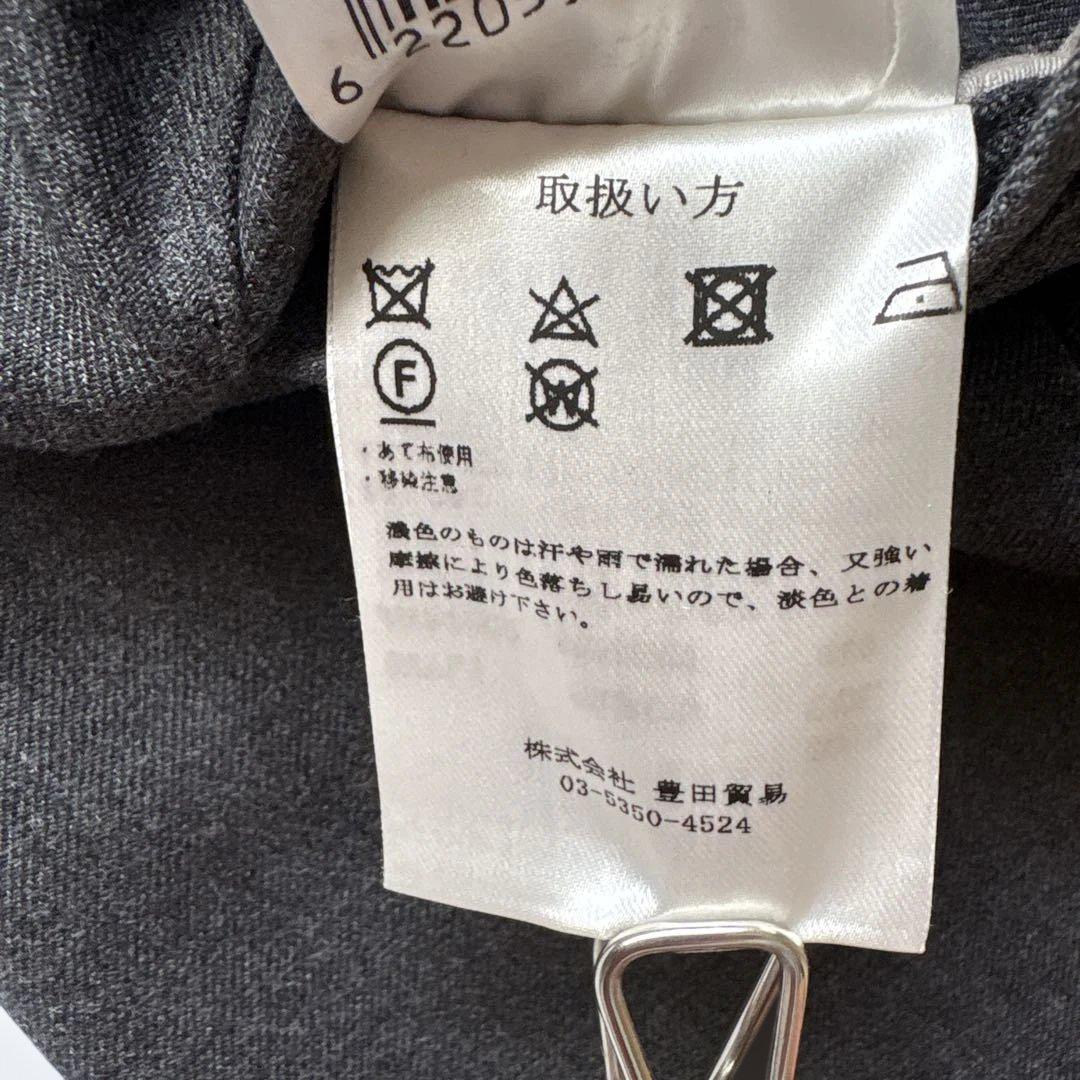 取扱い方
F
W
・あて布使用
・移染注意
濃色のものは汗や雨で濡れた場合、又強い
摩擦により色落ちし易いので、淡色との着
用はお避け下さい。
株式会社 豊田貿易
03-5350-4524